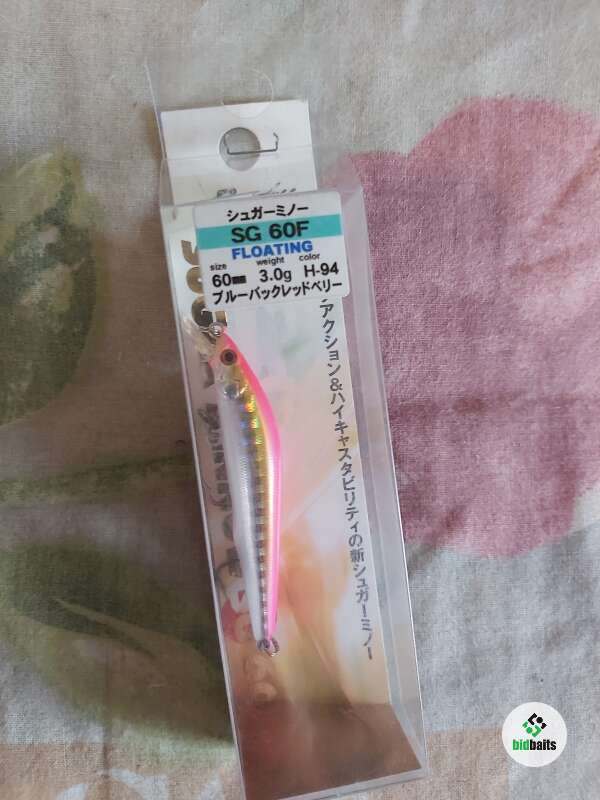 シュガーミノー
SG 60F
FLOATING
size weight color
60mm 3.0g H-94
ブルーバックレッドベリー
アクション&ハイキャスタビリティの新シュガーミノー
bidbaits